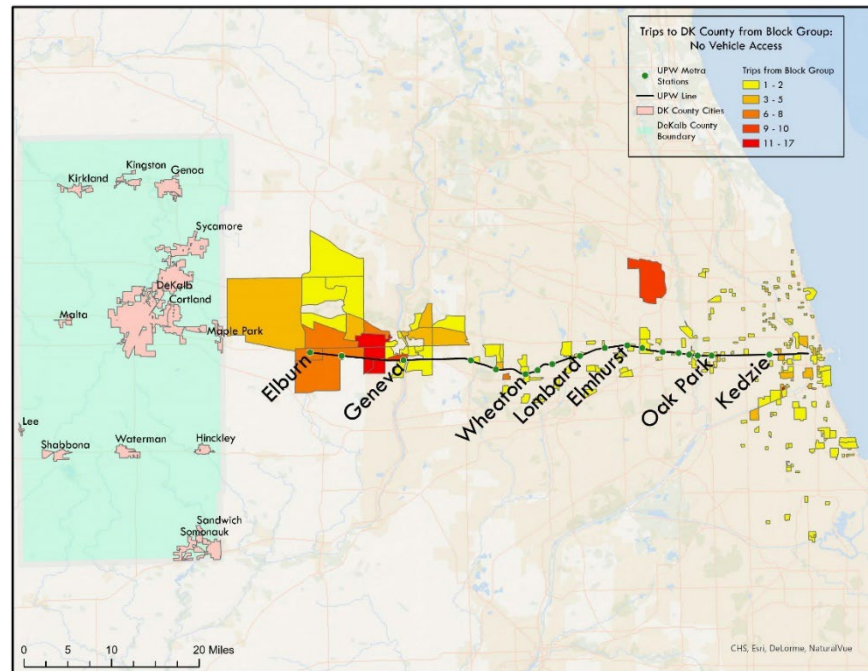 Trips to DK County from Block Group:
No Vehicle Access
UPW Metra
Stations
UPW Line
DK County Cities
DeKalb County
Boundary
Trips from Block Group
1 - 2
3 - 5
6 - 8
9 - 10
11 - 17
Kirkland
Kingston
Genoa
Sycamore
DeKalb
Cortland
Malta
Maple Park
Elburn
Geneva
Wheaton
Lombard
Elmhurst
Oak Park
Kedzie
Lee
Shabbona
Waterman
Hinckley
Sandwich
Somonauk
0 5 10 20 Miles
CHS, Esri, DeLorme, NaturalVue